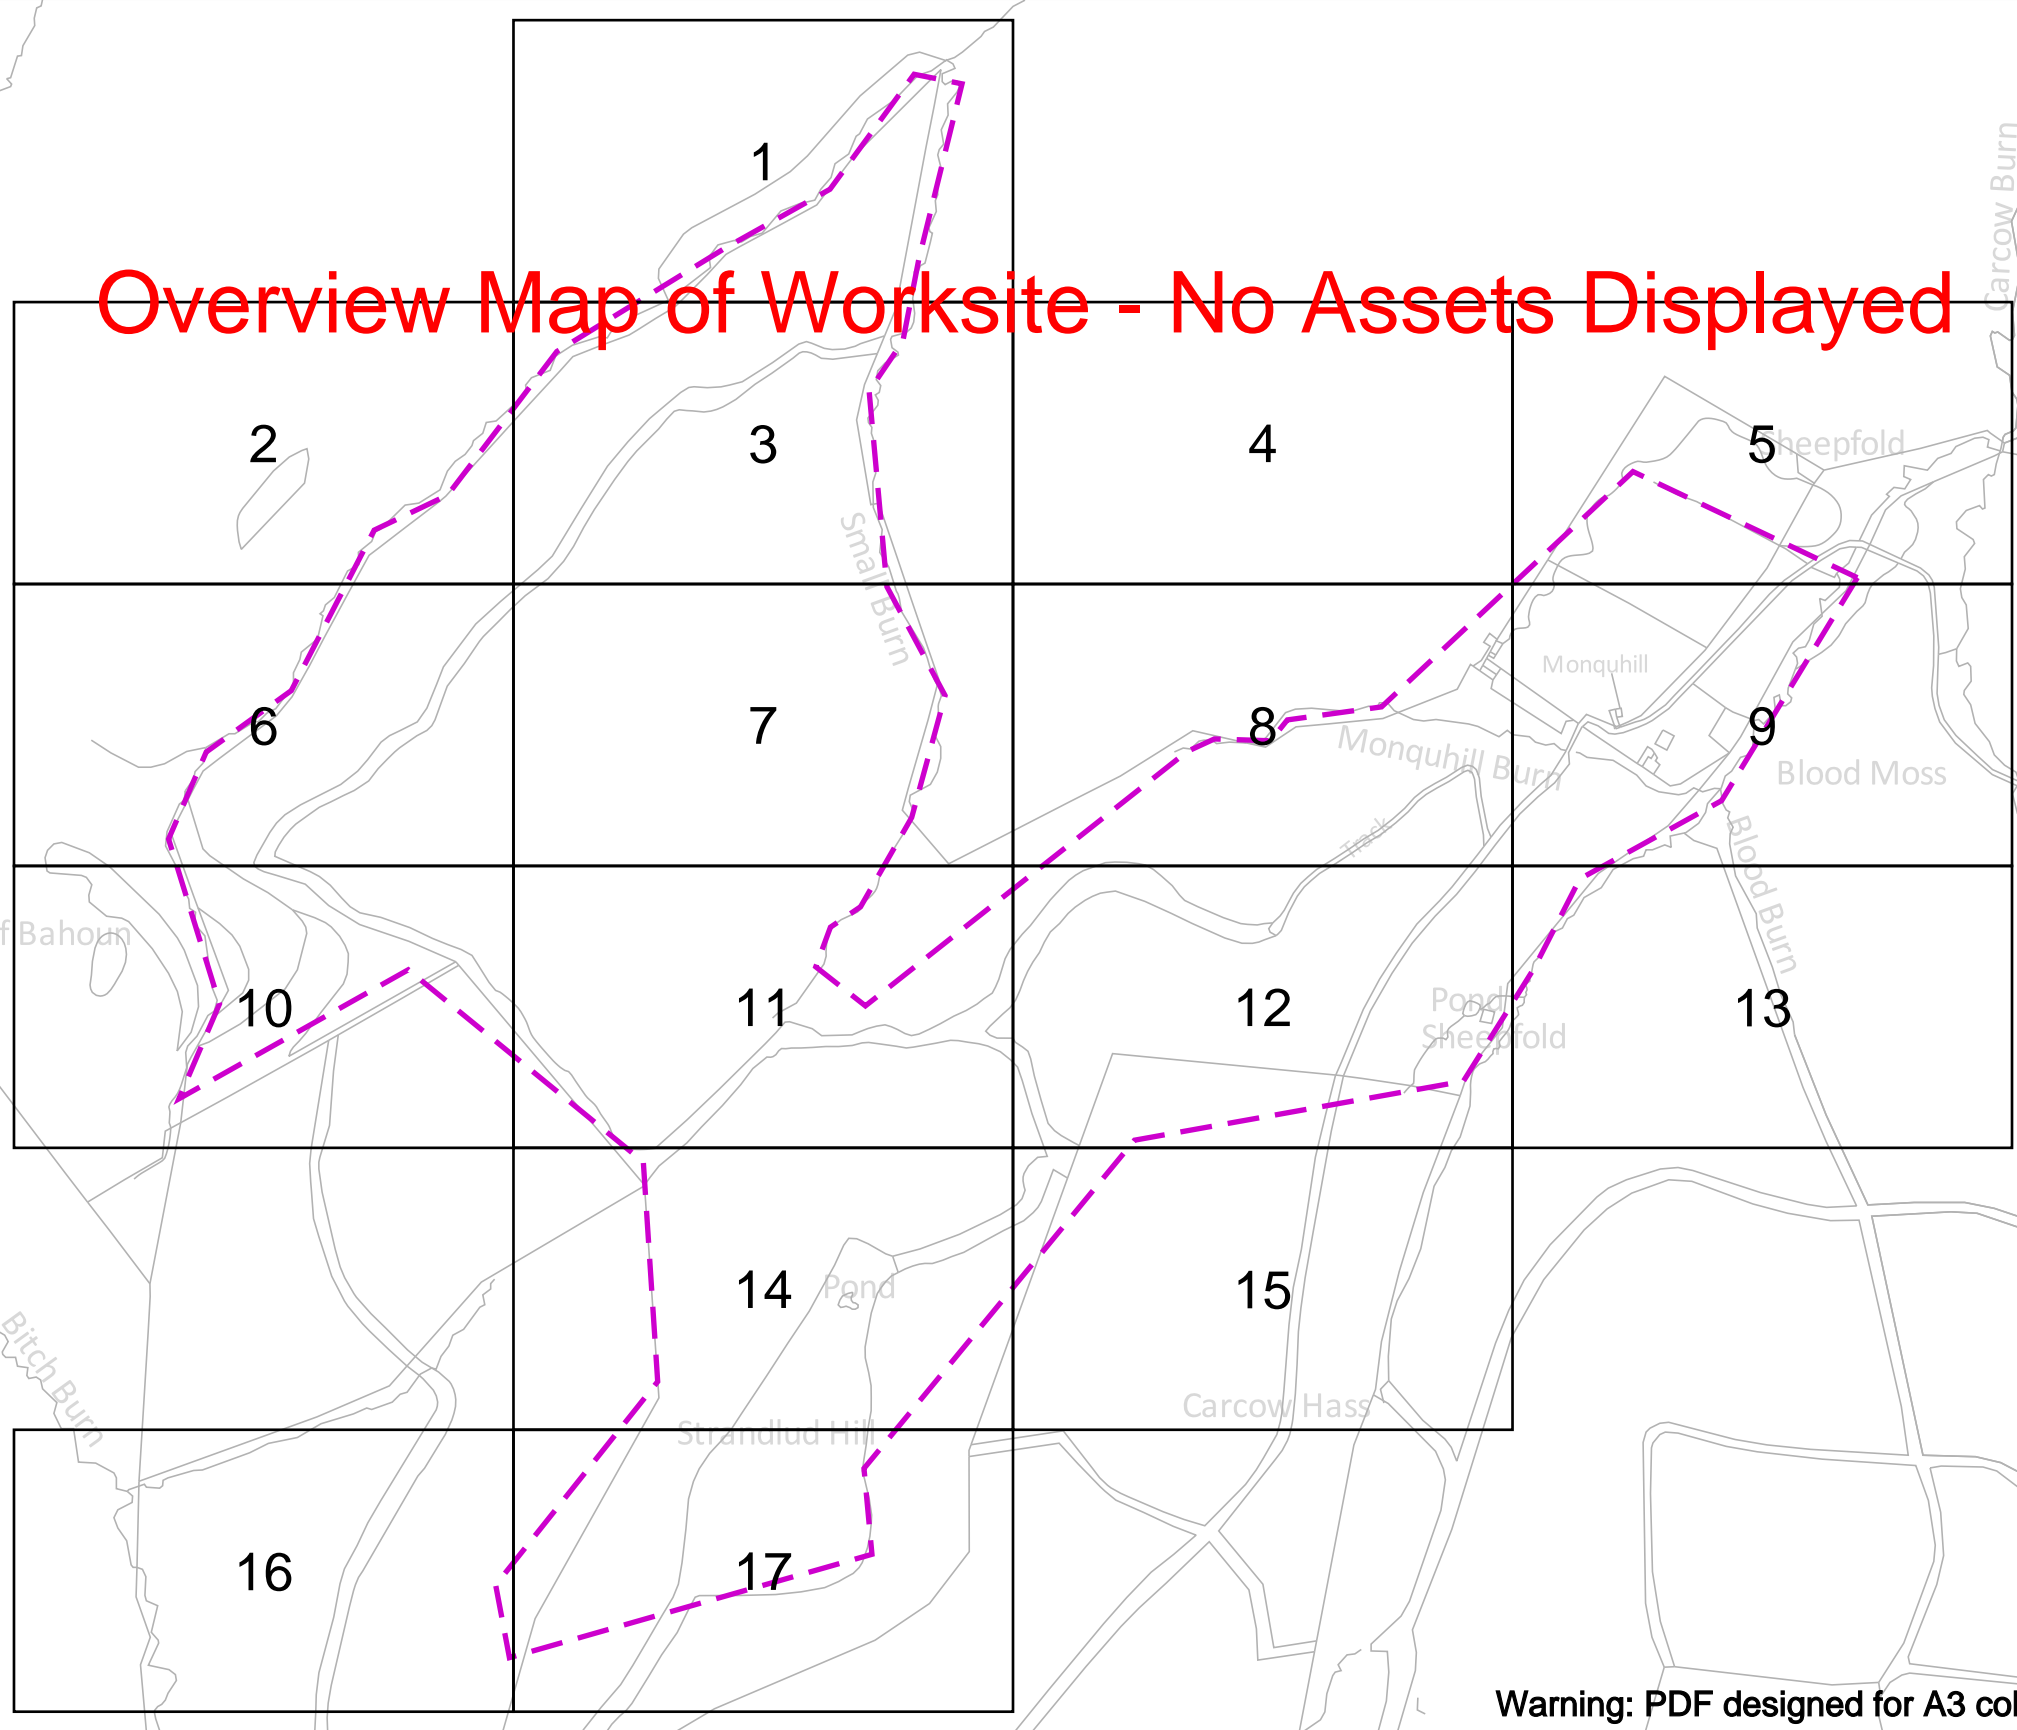 1
Carcow Burn
Overview Map of Worksite - No Assets Displayed
2
3
4
5
Sheepfold
Small Burn
6
7
8
9
Monquhill
Monquhill Burn
Blood Moss
Track
Blood Burn
f Bahoun
10
11
12
13
Pond
Sheepfold
14
15
Pond
Bitch Burn
Carcow Hass
Strandlud Hill
16
17
Warning: PDF designed for A3 col